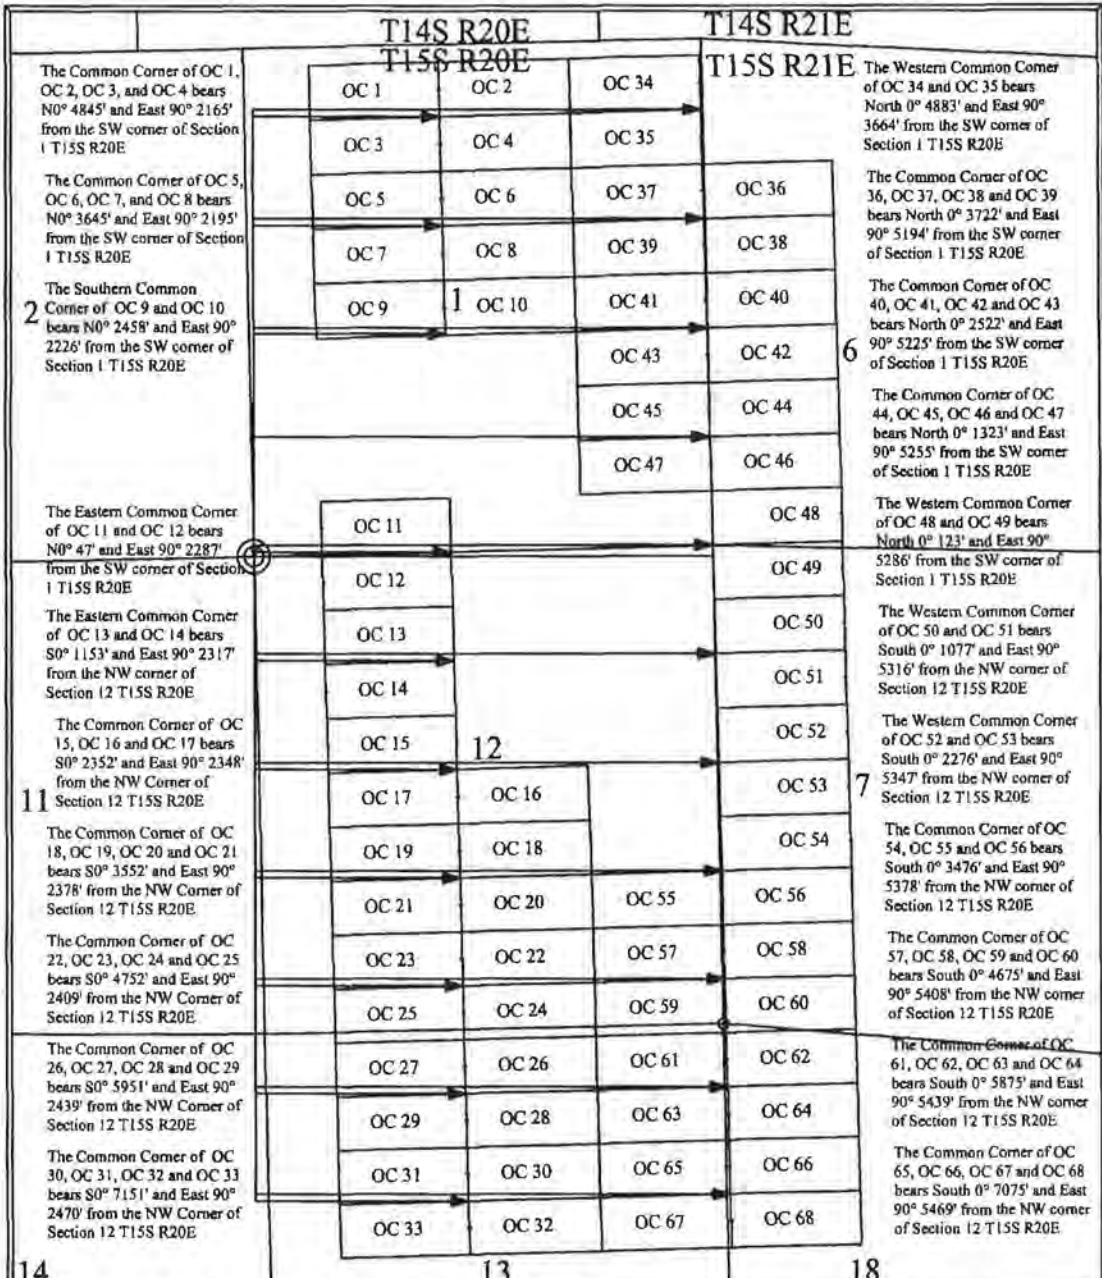 T14S R20E
T14S R21E
T15S R20E
T15S R21E
The Common Corner of OC 1,
OC 2, OC 3, and OC 4 bears
N0° 4845' and East 90° 2165'
from the SW corner of Section
1 T15S R20E
The Common Corner of OC 5,
OC 6, OC 7, and OC 8 bears
N0° 3645' and East 90° 2195'
from the SW corner of Section
1 T15S R20E
The Southern Common
Corner of OC 9 and OC 10
bears N0° 2458' and East 90°
2226' from the SW corner of
Section 1 T15S R20E
2
The Eastern Common Corner
of OC 11 and OC 12 bears
N0° 47' and East 90° 2287'
from the SW corner of Section
1 T15S R20E
The Eastern Common Corner
of OC 13 and OC 14 bears
S0° 1153' and East 90° 2317'
from the NW corner of
Section 12 T15S R20E
The Common Corner of OC
15, OC 16 and OC 17 bears
S0° 2352' and East 90° 2348'
from the NW Corner of
Section 12 T15S R20E
11
The Common Corner of OC
18, OC 19, OC 20 and OC 21
bears S0° 3552' and East 90°
2378' from the NW Corner of
Section 12 T15S R20E
The Common Corner of OC
22, OC 23, OC 24 and OC 25
bears S0° 4752' and East 90°
2409' from the NW Corner of
Section 12 T15S R20E
The Common Corner of OC
26, OC 27, OC 28 and OC 29
bears S0° 5951' and East 90°
2439' from the NW Corner of
Section 12 T15S R20E
The Common Corner of OC
30, OC 31, OC 32 and OC 33
bears S0° 7151' and East 90°
2470' from the NW Corner of
Section 12 T15S R20E
14
OC 1 OC 2 OC 34
OC 3 OC 4 OC 35
OC 5 OC 6 OC 37 OC 36
OC 7 OC 8 OC 39 OC 38
OC 9 1 OC 10 OC 41 OC 40
OC 43 OC 42
OC 45 OC 44
OC 47 OC 46
OC 11 OC 48
OC 12 OC 49
OC 13 OC 50
OC 14 OC 51
OC 15 12 OC 52
OC 17 OC 16 OC 53
OC 19 OC 18 OC 54
OC 21 OC 20 OC 55 OC 56
OC 23 OC 22 OC 57 OC 58
OC 25 OC 24 OC 59 OC 60
OC 27 OC 26 OC 61 OC 62
OC 29 OC 28 OC 63 OC 64
OC 31 OC 30 OC 65 OC 66
OC 33 OC 32 OC 67 OC 68
13
The Western Common Corner
of OC 34 and OC 35 bears
North 0° 4883' and East 90°
3664' from the SW corner of
Section 1 T15S R20E
The Common Corner of OC
36, OC 37, OC 38 and OC 39
bears North 0° 3722' and East
90° 5194' from the SW corner
of Section 1 T15S R20E
The Common Corner of OC
40, OC 41, OC 42 and OC 43
bears North 0° 2522' and East
90° 5225' from the SW corner
of Section 1 T15S R20E
6
The Common Corner of OC
44, OC 45, OC 46 and OC 47
bears North 0° 1323' and East
90° 5255' from the SW corner
of Section 1 T15S R20E
The Western Common Corner
of OC 48 and OC 49 bears
North 0° 123' and East 90°
5286' from the SW corner of
Section 1 T15S R20E
The Western Common Corner
of OC 50 and OC 51 bears
South 0° 1077' and East 90°
5316' from the NW corner of
Section 12 T15S R20E
The Western Common Corner
of OC 52 and OC 53 bears
South 0° 2276' and East 90°
5347' from the NW corner of
Section 12 T15S R20E
7
The Common Corner of OC
54, OC 55 and OC 56 bears
South 0° 3476' and East 90°
5378' from the NW corner of
Section 12 T15S R20E
The Common Corner of OC
57, OC 58, OC 59 and OC 60
bears South 0° 4675' and East
90° 5408' from the NW corner
of Section 12 T15S R20E
The Common Corner of OC
61, OC 62, OC 63 and OC 64
bears South 0° 5875' and East
90° 5439' from the NW corner
of Section 12 T15S R20E
The Common Corner of OC
65, OC 66, OC 67 and OC 68
bears South 0° 7075' and East
90° 5469' from the NW corner
of Section 12 T15S R20E
18